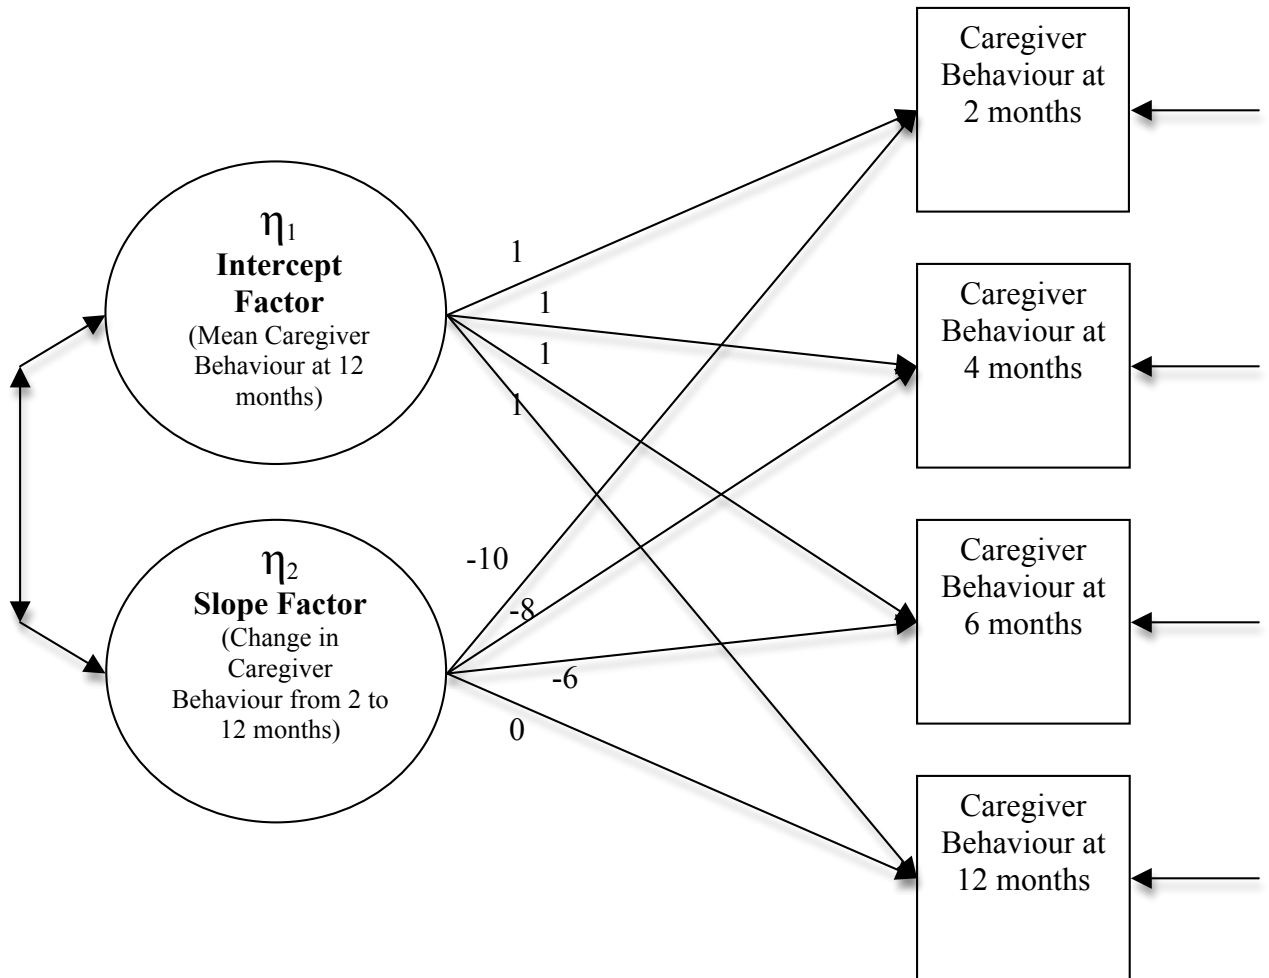 Caregiver
Behaviour at
2 months
η1
Intercept
Factor
(Mean Caregiver
Behaviour at 12
months)
1
1
1
1
Caregiver
Behaviour at
4 months
η2
Slope Factor
(Change in
Caregiver
Behaviour from 2 to
12 months)
-10
-8
-6
0
Caregiver
Behaviour at
6 months
Caregiver
Behaviour at
12 months